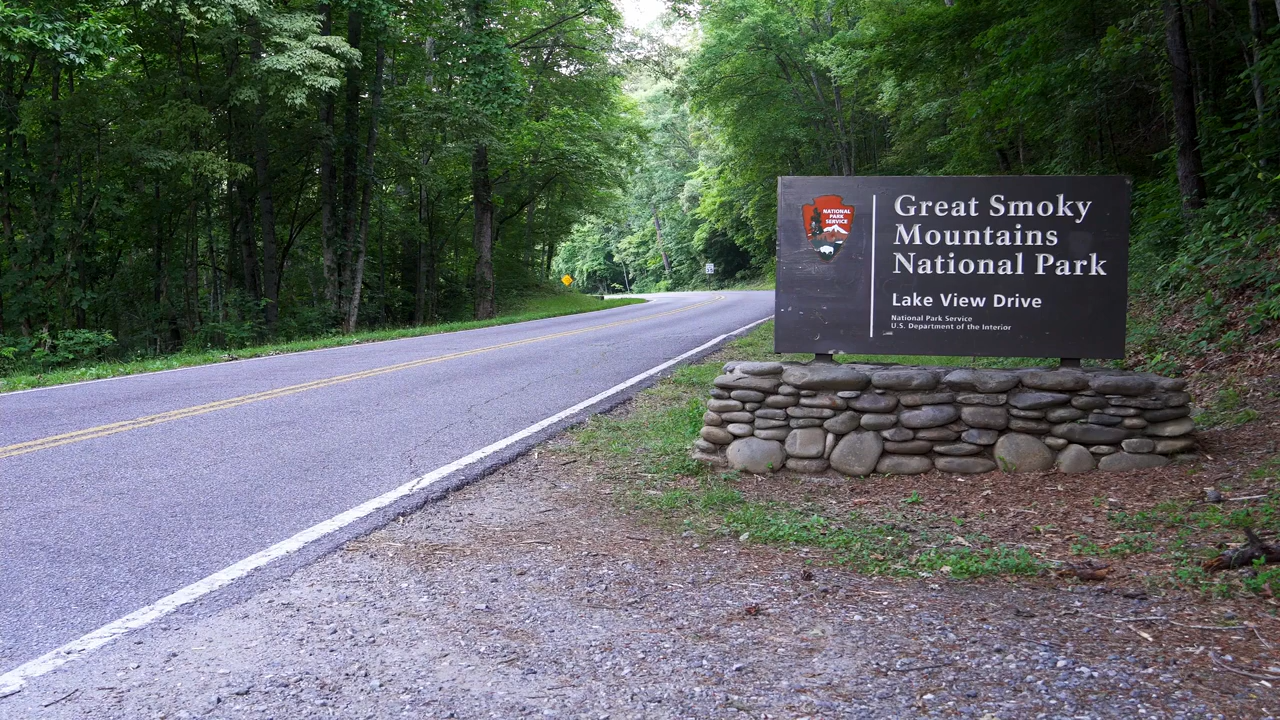 NATIONAL
PARK
SERVICE
Great Smoky
Mountains
National Park
Lake View Drive
National Park Service
U.S. Department of the Interior